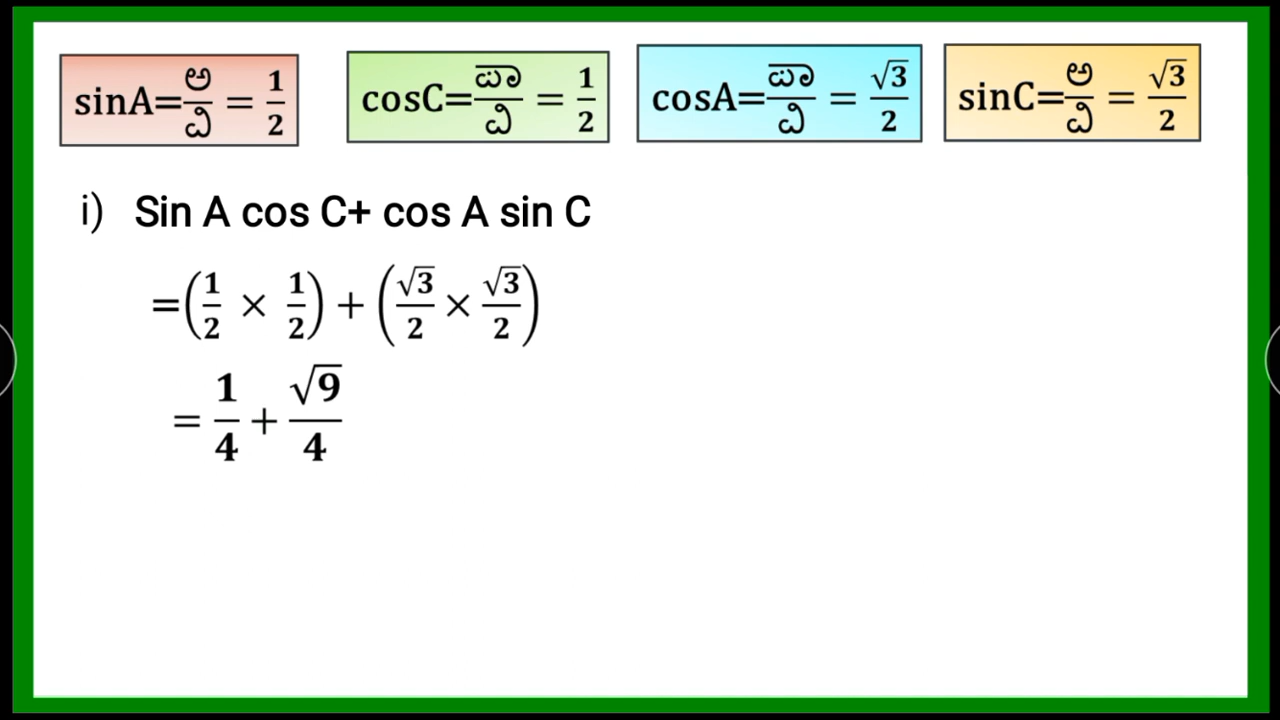 sinA=ಅ/ವಿ = 1/2 cosC=ಪಾ/ವಿ = 1/2 cosA=ಪಾ/ವಿ = √3/2 sinC=ಅ/ವಿ = √3/2
i) Sin A cos C+ cos A sin C
=(1/2 × 1/2) + (√3/2 × √3/2)
= 1/4 + √9/4